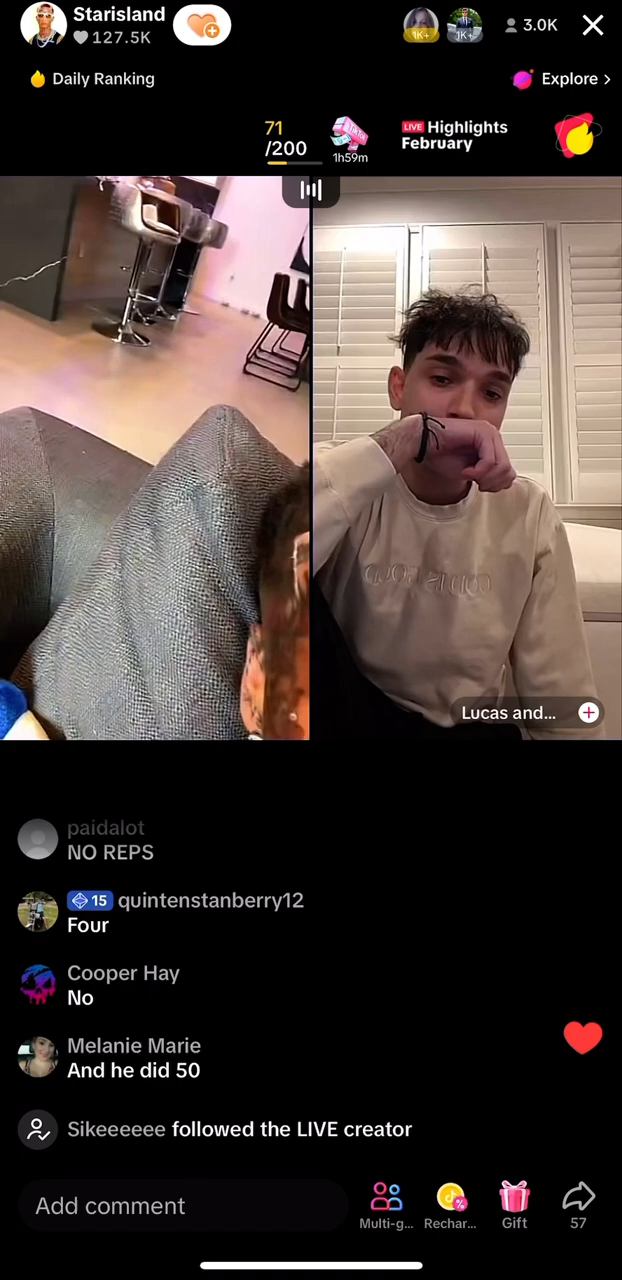 Starisland
127.5K
1K+
1K+
3.0K
Daily Ranking
Explore >
71
/200
1h59m
LIVE Highlights
February
Lucas and...
paidalot
NO REPS
15 quintenstanberry12
Four
Cooper Hay
No
Melanie Marie
And he did 50
Sikeeeeee followed the LIVE creator
Add comment
Multi-g...
Rechar...
Gift
57